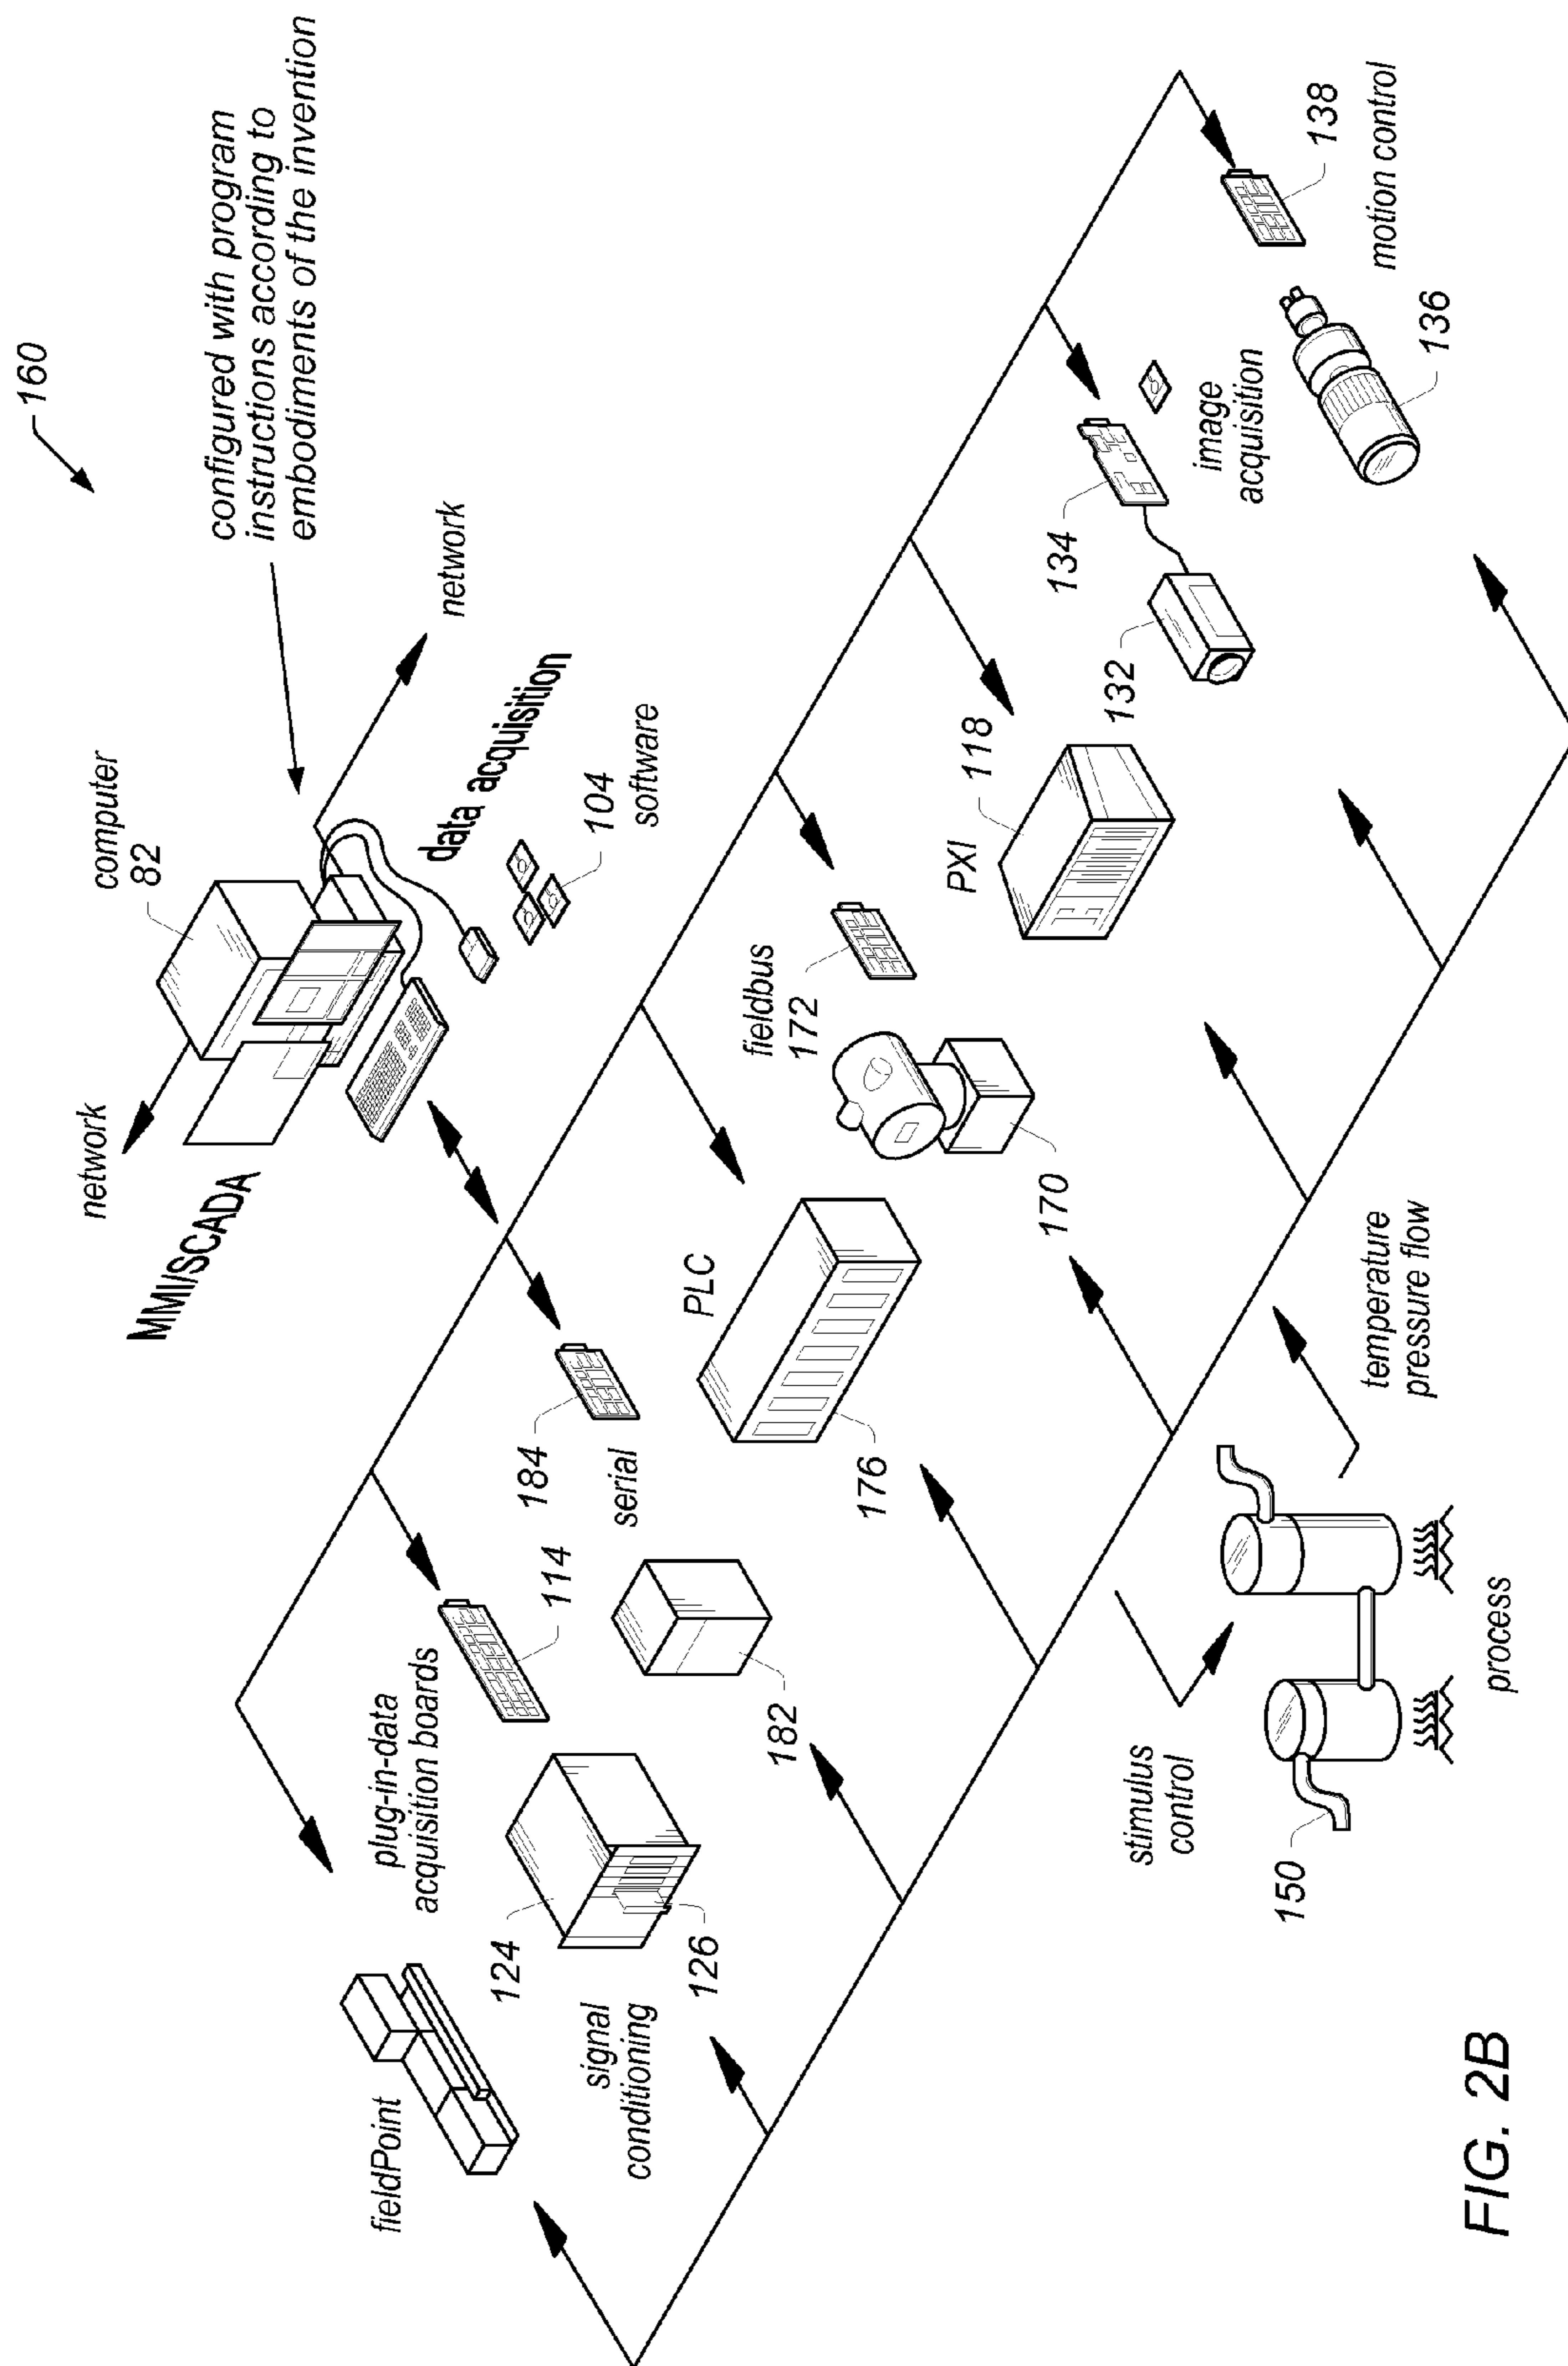 160
configured with program
instructions according to
embodiments of the invention
computer
82
network
network
MMI/SCADA
data acquisition
104
software
fieldPoint
plug-in-data
acquisition boards
114
184
serial
124
126
signal
conditioning
182
PLC
176
fieldbus
172
170
PXI
118
134
132
image
acquisition
138
motion control
136
stimulus
control
150
process
temperature
pressure flow
FIG. 2B